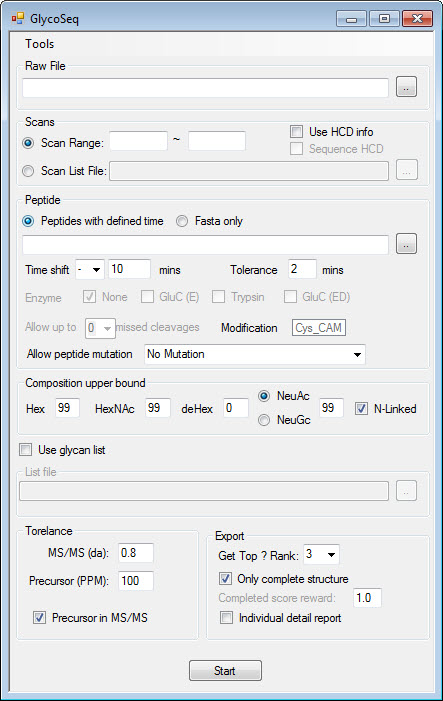 GlycoSeq
Tools
Raw File
..
Scans
Scan Range: ~
Use HCD info
Sequence HCD
Scan List File: ...
Peptide
Peptides with defined time Fasta only
..
Time shift - 10 mins Tolerance 2 mins
Enzyme None GluC (E) Trypsin GluC (ED)
Allow up to 0 missed cleavages Modification Cys_CAM
Allow peptide mutation No Mutation
Composition upper bound
Hex 99 HexNAc 99 deHex 0 NeuAc 99 N-Linked
NeuGc
Use glycan list
List file
..
Torelance
MS/MS (da): 0.8
Precursor (PPM): 100
Precursor in MS/MS
Export
Get Top ? Rank: 3
Only complete structure
Completed score reward: 1.0
Individual detail report
Start